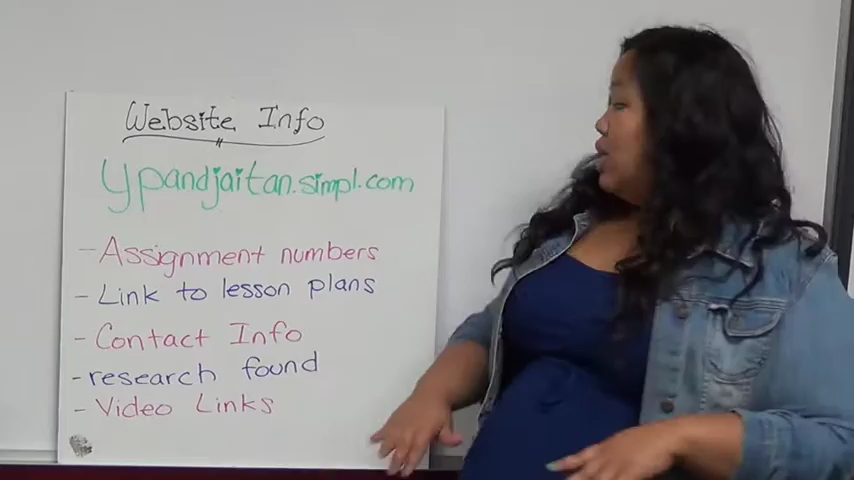 Website Info
ypandjaitan.simpl.com
- Assignment numbers
- Link to lesson plans
- Contact Info
- research found
- Video Links